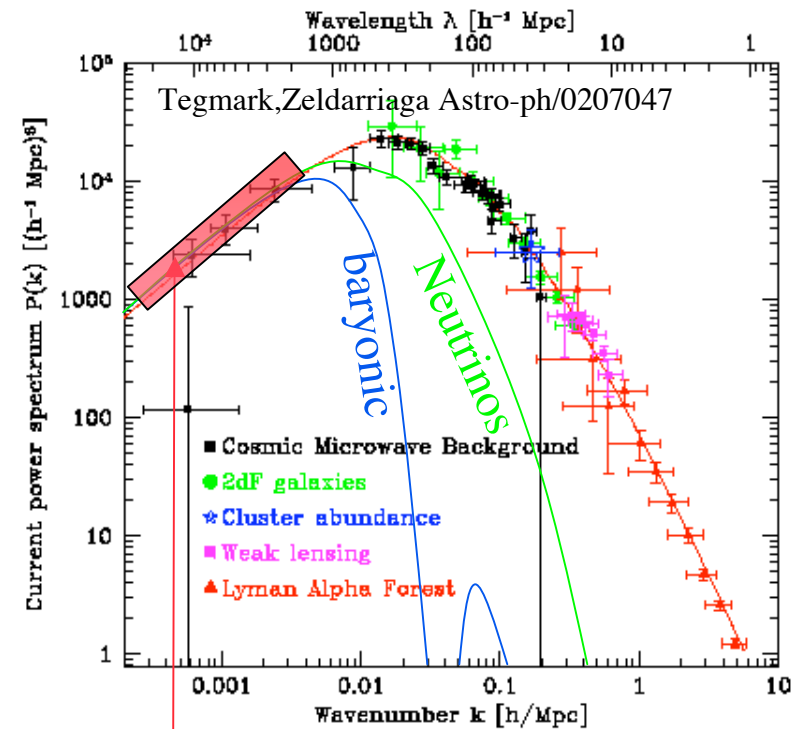 Wavelength λ [h⁻¹ Mpc]
10⁴ 1000 100 10 1
Tegmark,Zeldarriaga Astro-ph/0207047
Current power spectrum P(k) [(h⁻¹ Mpc)³]
10⁵
10⁴
1000
100
10
1
baryonic
Neutrinos
Cosmic Microwave Background
2dF galaxies
Cluster abundance
Weak lensing
Lyman Alpha Forest
0.001 0.01 0.1 1 10
Wavenumber k [h/Mpc]